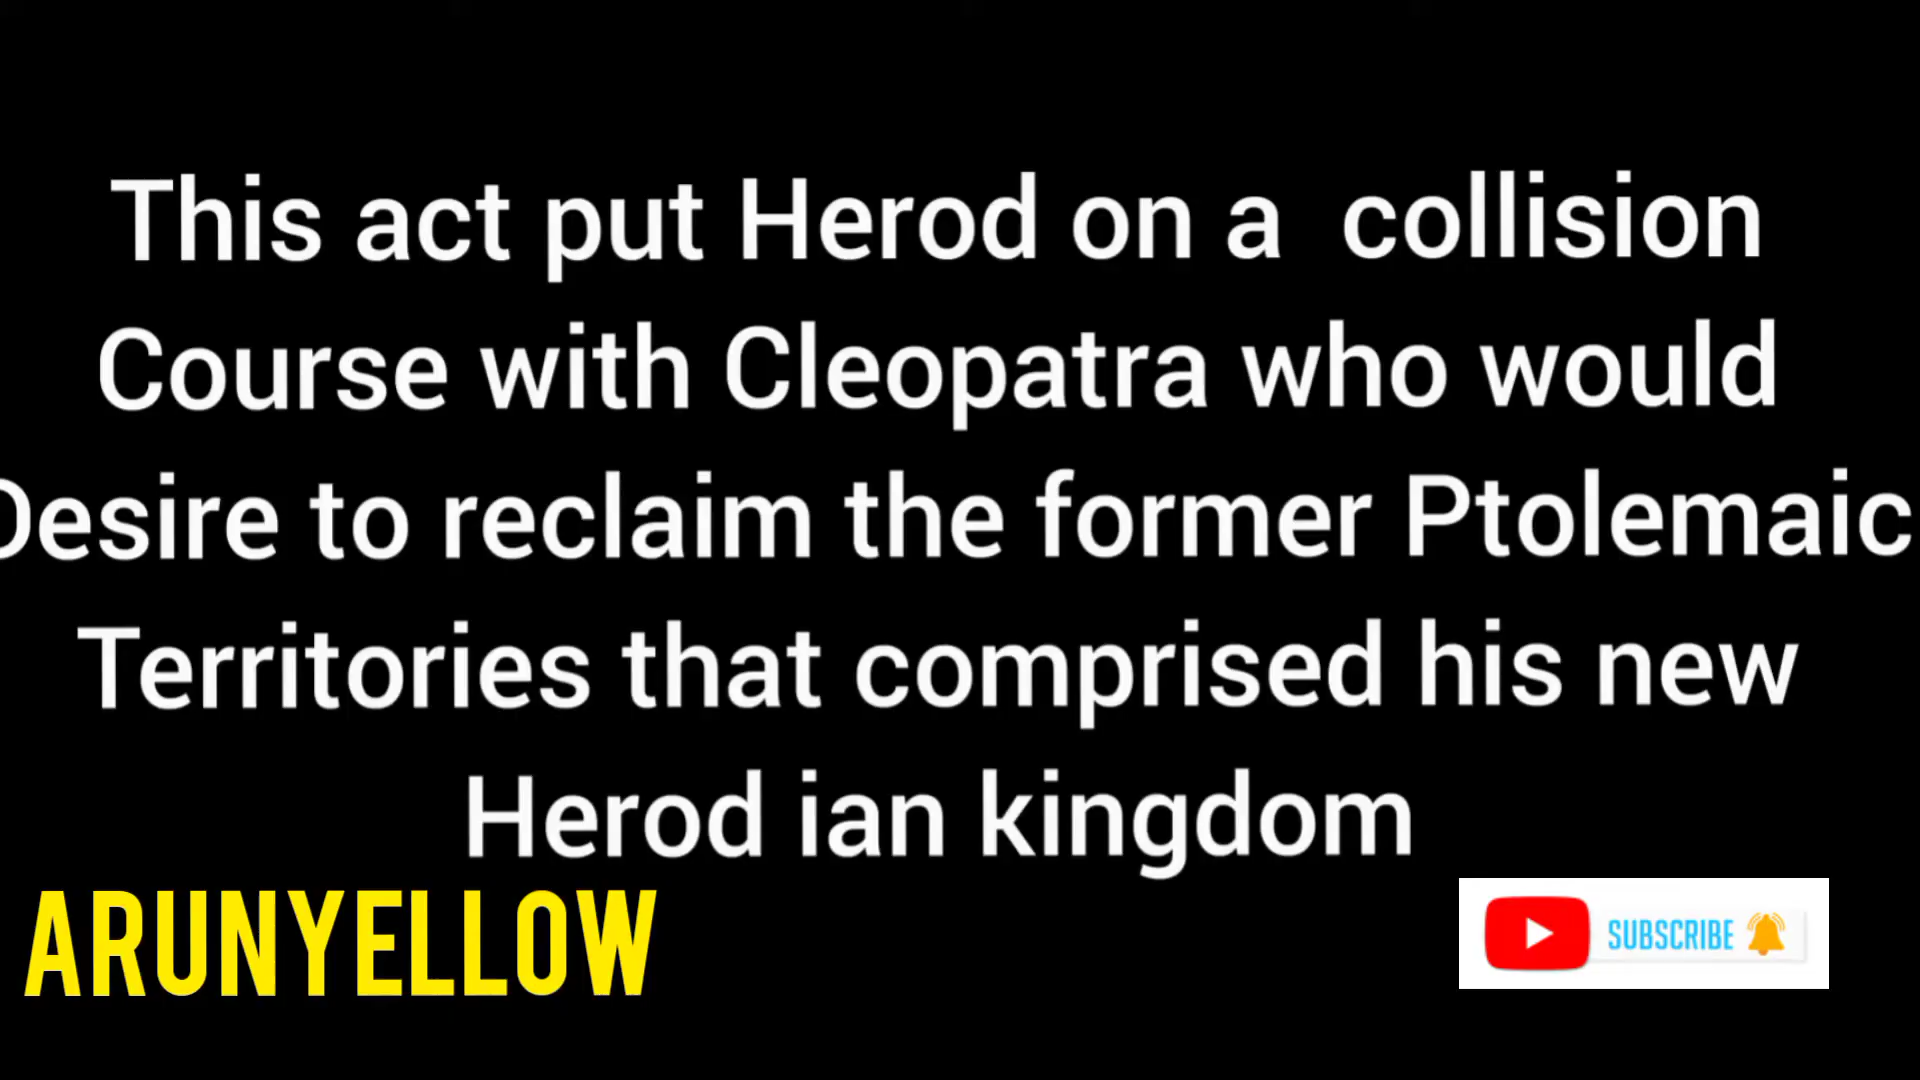 This act put Herod on a collision
Course with Cleopatra who would
Desire to reclaim the former Ptolemaic
Territories that comprised his new
Herod ian kingdom
ARUNYELLOW
SUBSCRIBE